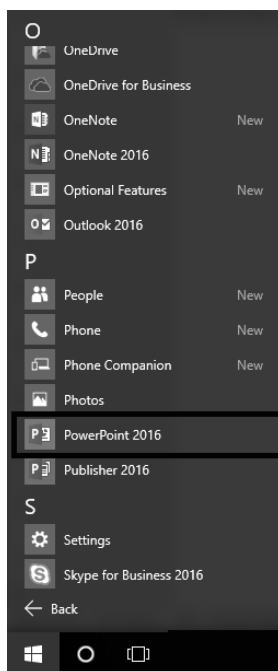 O
OneDrive
OneDrive for Business
OneNote New
OneNote 2016
Optional Features New
Outlook 2016
P
People New
Phone New
Phone Companion New
Photos
PowerPoint 2016
Publisher 2016
S
Settings
Skype for Business 2016
Back